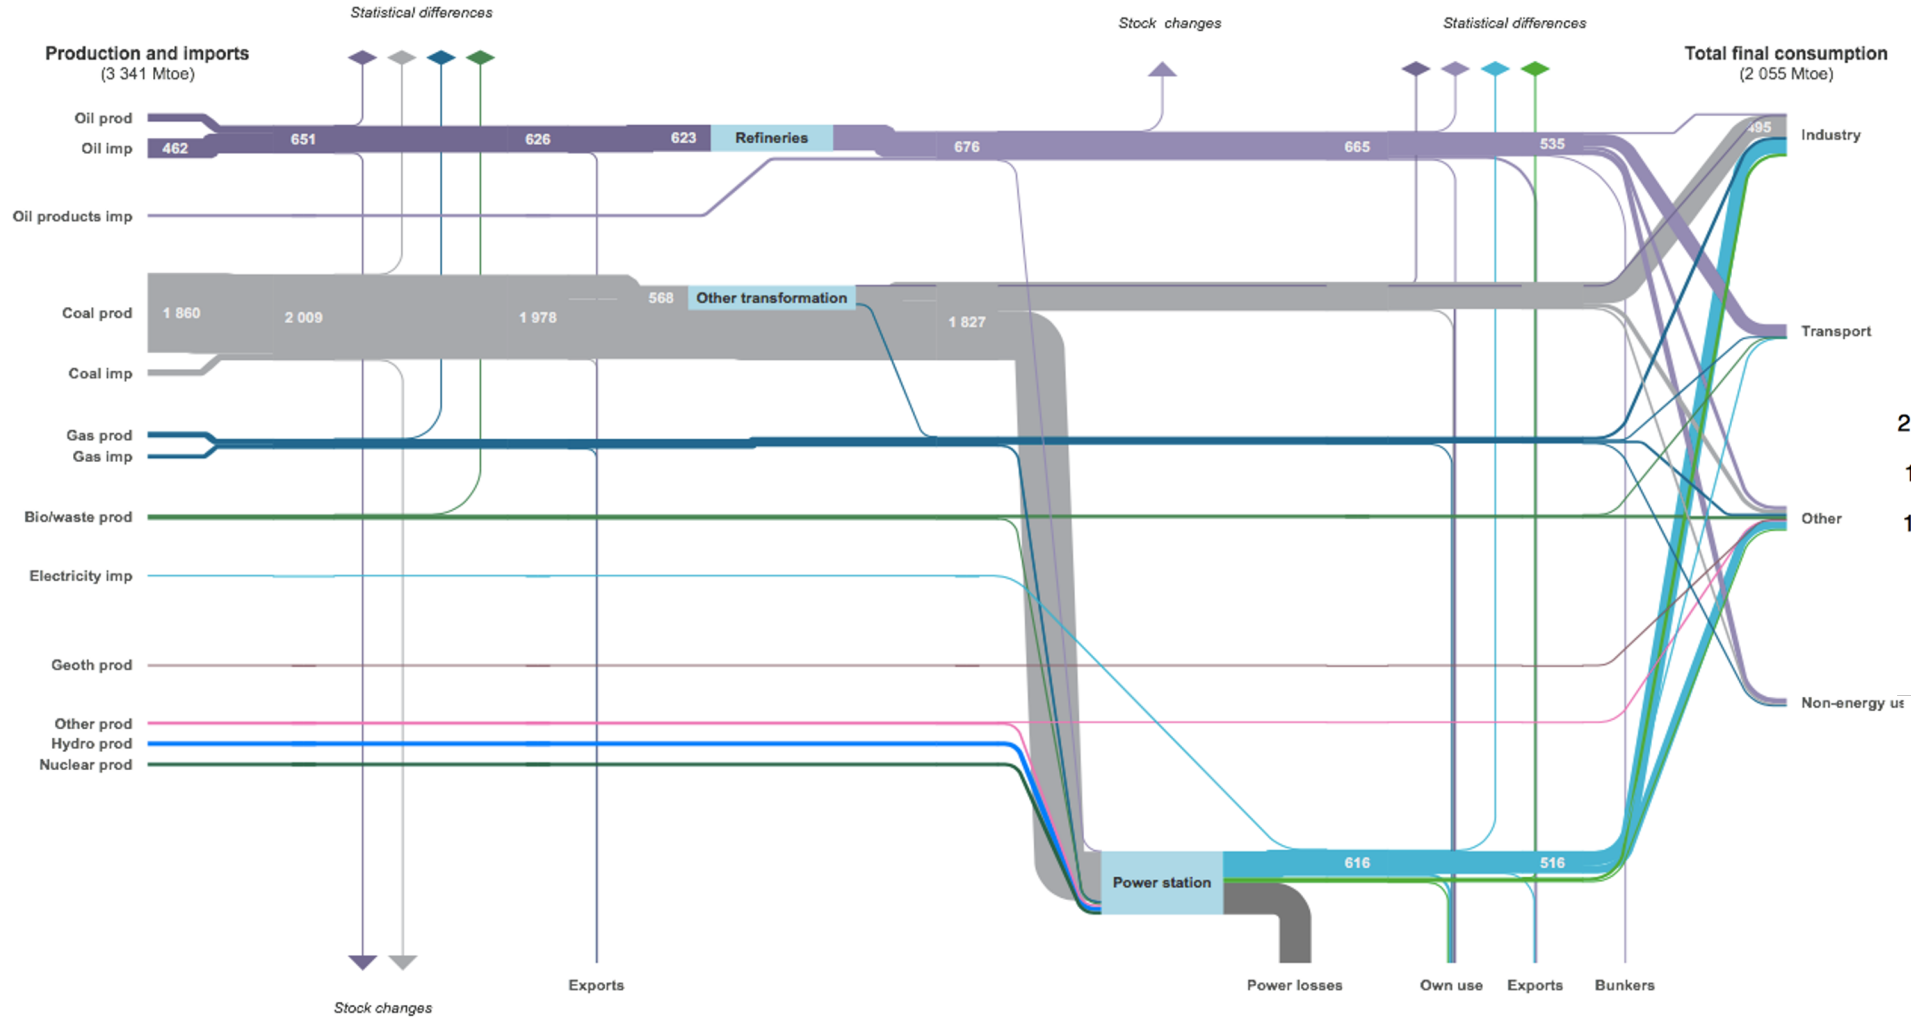 Statistical differences
Stock  changes
Statistical differences
Production and imports
(3 341 Mtoe)
Total final consumption
(2 055 Mtoe)
Oil prod
Oil imp
462
651
626
623
Refineries
676
665
535
495
Industry
Oil products imp
Coal prod
1 860
2 009
1 978
568
Other transformation
1 827
Transport
Coal imp
Gas prod
Gas imp
2
1
1
Bio/waste prod
Other
Electricity imp
Geoth prod
Non-energy us
Other prod
Hydro prod
Nuclear prod
Power station
616
516
Exports
Power losses
Own use
Exports
Bunkers
Stock changes